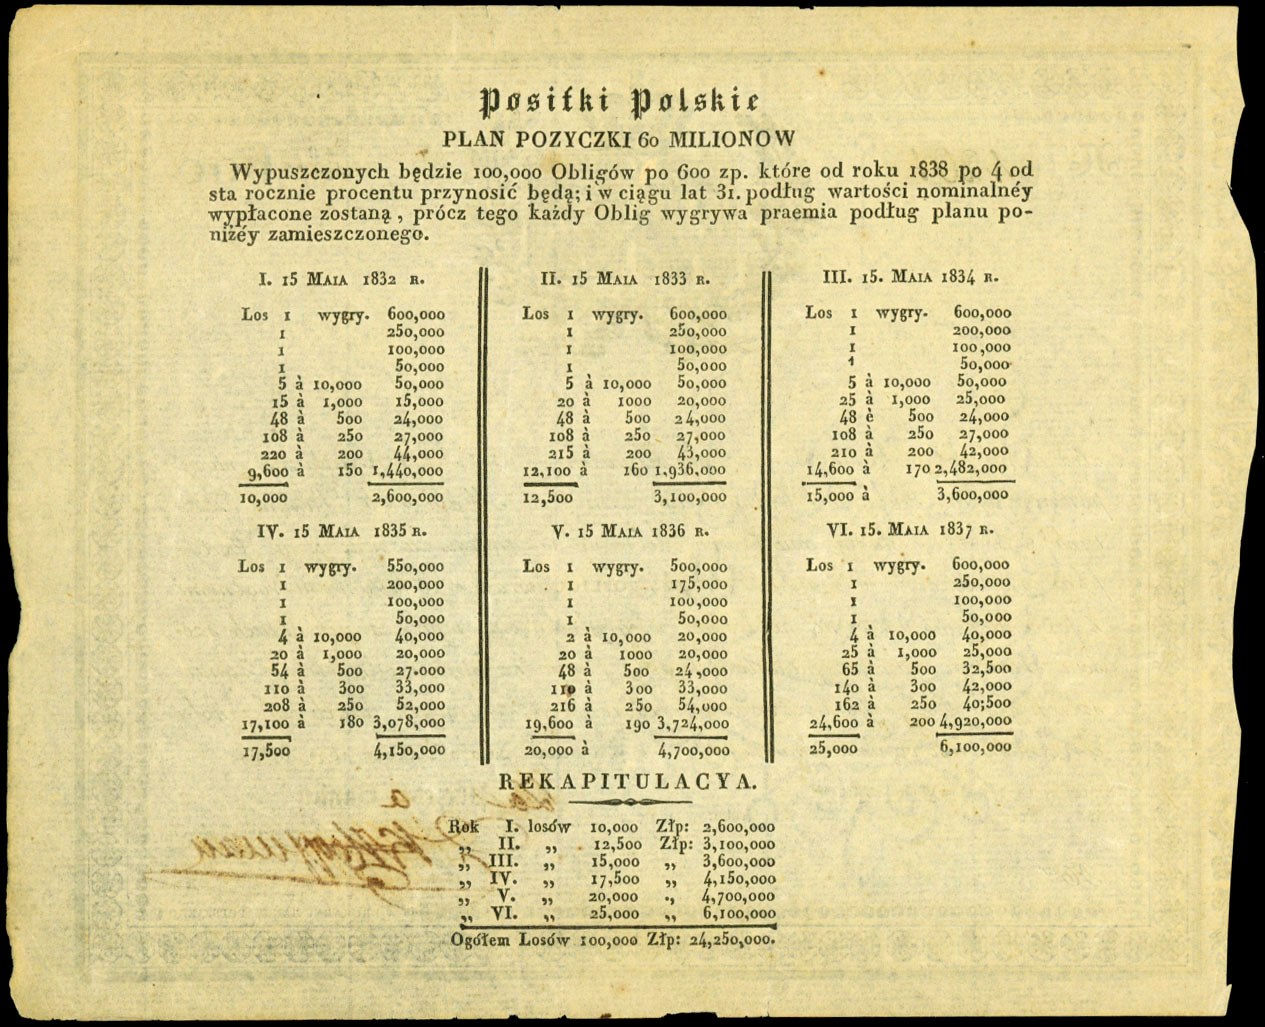 Posiłki Polskie
PLAN POZYCZKI 60 MILIONOW
Wypuszczonych będzie 100,000 Obligów po 600 zp. które od roku 1838 po 4 od
sta rocznie procentu przynosić będą; i w ciągu lat 31. podług wartości nominalnéy
wypłacone zostaną, prócz tego każdy Oblig wygrywa praemia podług planu po-
niżéy zamieszczonego.
I. 15 MAIA 1832 R.
Los 1 wygry. 600,000
1 250,000
1 100,000
1 50,000
5 à 10,000 50,000
15 à 1,000 15,000
48 à 500 24,000
108 à 250 27,000
220 à 200 44,000
9,600 à 150 1,440,000
10,000 2,600,000
II. 15 MAIA 1833 R.
Los 1 wygry. 600,000
1 250,000
1 100,000
1 50,000
5 à 10,000 50,000
20 à 1000 20,000
48 à 500 24,000
108 à 250 27,000
215 à 200 43,000
12,100 à 160 1,936,000
12,500 3,100,000
III. 15. MAIA 1834 R.
Los 1 wygry. 600,000
1 200,000
1 100,000
1 50,000
5 à 10,000 50,000
25 à 1,000 25,000
48 è 500 24,000
108 à 250 27,000
210 à 200 42,000
14,600 à 170 2,482,000
15,000 à 3,600,000
IV. 15 MAIA 1835 R.
Los 1 wygry. 550,000
1 200,000
1 100,000
1 50,000
4 à 10,000 40,000
20 à 1,000 20,000
54 à 500 27.000
110 à 300 33,000
208 à 250 52,000
17,100 à 180 3,078,000
17,500 4,150,000
V. 15 MAIA 1836 R.
Los 1 wygry. 500,000
1 175,000
1 100,000
1 50,000
2 à 10,000 20,000
20 à 1000 20,000
48 à 500 24,000
110 à 300 33,000
216 à 250 54,000
19,600 à 190 3,724,000
20,000 à 4,700,000
VI. 15. MAIA 1837 R.
Los 1 wygry. 600,000
1 250,000
1 100,000
1 50,000
4 à 10,000 40,000
25 à 1,000 25,000
65 à 500 32,500
140 à 300 42,000
162 à 250 40;500
24,600 à 200 4,920,000
25,000 6,100,000
REKAPITULACYA.
Rok I. losów 10,000 Złp: 2,600,000
„ II. „ 12,500 Złp: 3,100,000
„ III. „ 15,000 „ 3,600,000
„ IV. „ 17,500 „ 4,150,000
„ V. „ 20,000 „ 4,700,000
„ VI. „ 25,000 „ 6,100,000
Ogółem Losów 100,000 Złp: 24,250,000.